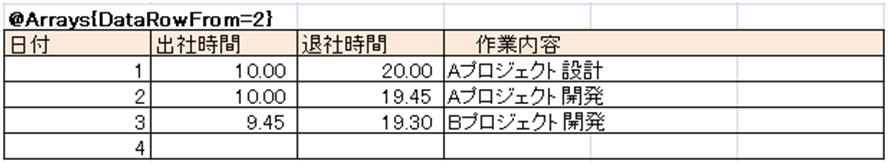 @Arrays{DataRowFrom=2}
日付 出社時間 退社時間 作業内容
1 10.00 20.00 Aプロジェクト設計
2 10.00 19.45 Aプロジェクト開発
3 9.45 19.30 Bプロジェクト開発
4